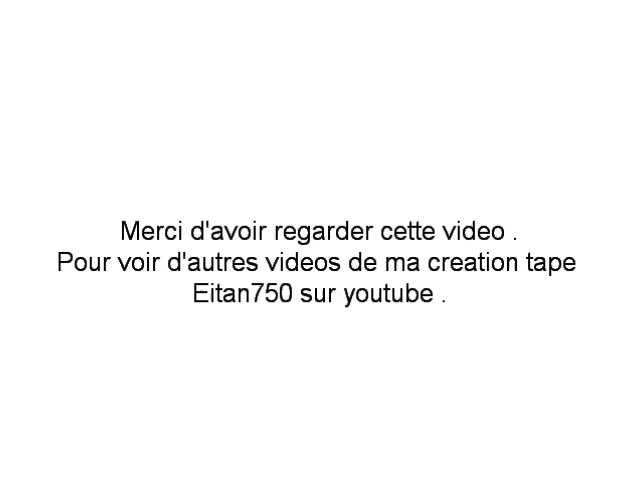 Merci d'avoir regarder cette video .
Pour voir d'autres videos de ma creation tape
Eitan750 sur youtube .